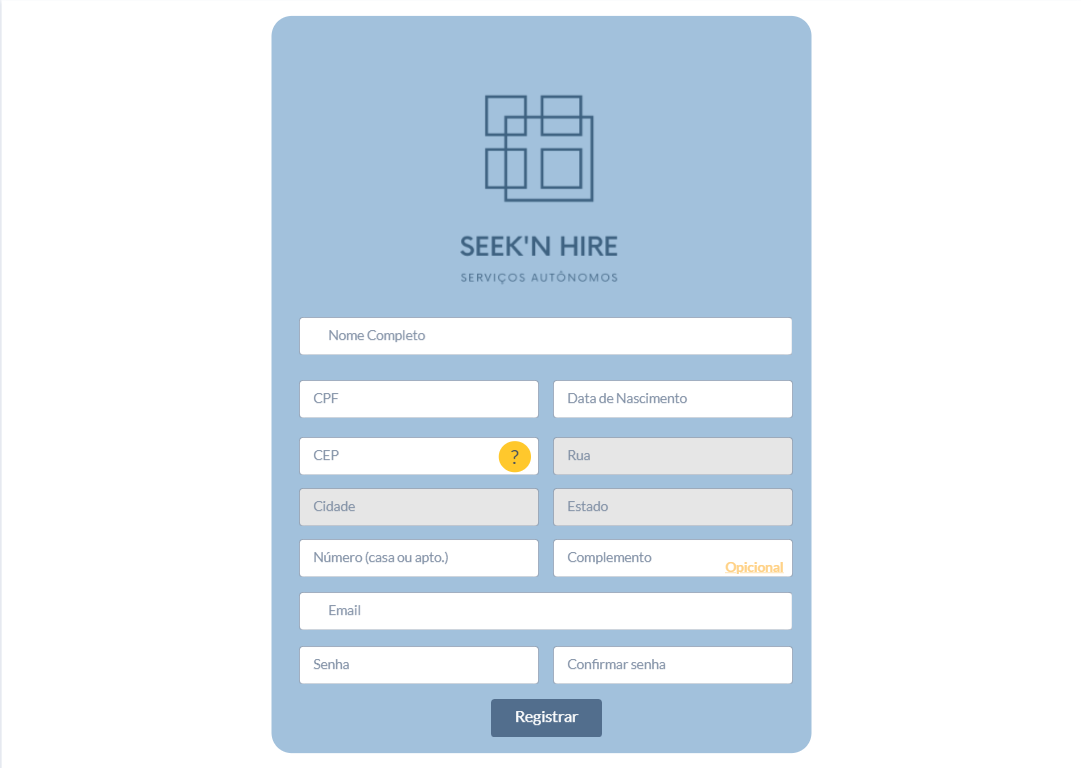 SEEK'N HIRE
SERVIÇOS AUTÔNOMOS
Nome Completo
CPF
Data de Nascimento
CEP
?
Rua
Cidade
Estado
Número (casa ou apto.)
Complemento
Opicional
Email
Senha
Confirmar senha
Registrar